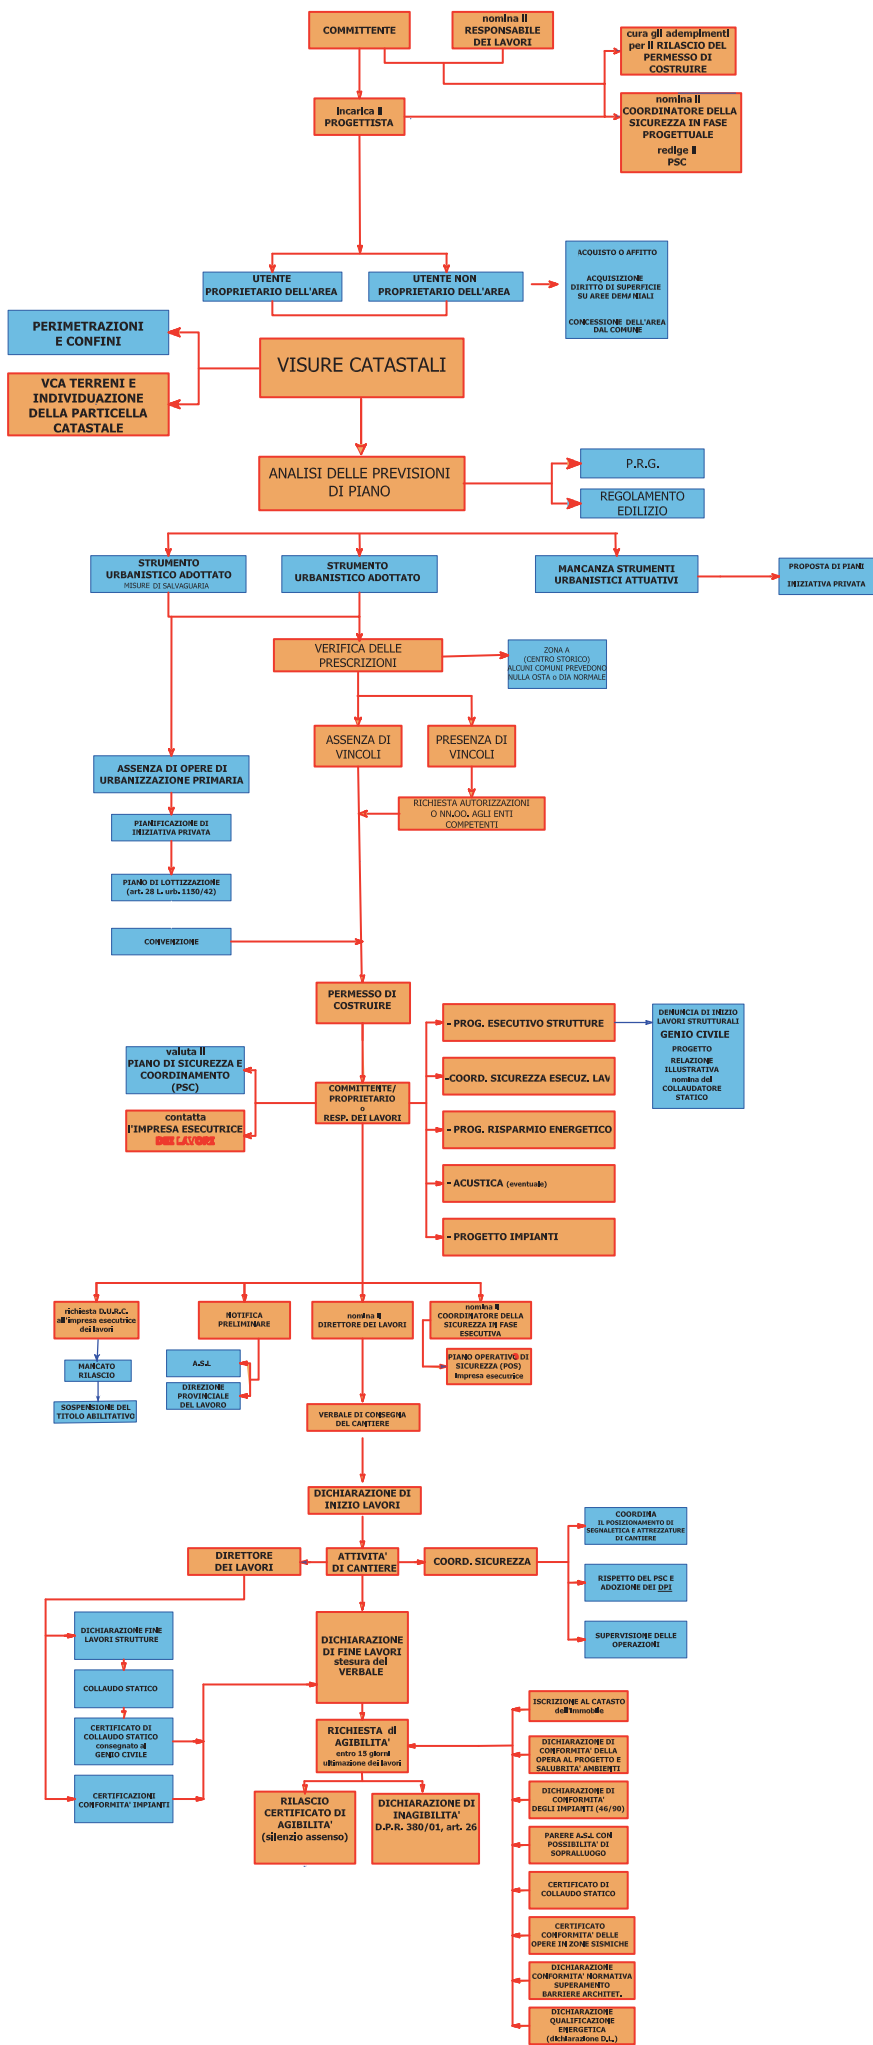 COMMITTENTE
nomina il
RESPONSABILE
DEI LAVORI
cura gli adempimenti
per il RILASCIO DEL
PERMESSO DI
COSTRUIRE
incarica il
PROGETTISTA
nomina il
COORDINATORE DELLA
SICUREZZA IN FASE
PROGETTUALE
redige il
PSC
UTENTE
PROPRIETARIO DELL'AREA
UTENTE NON
PROPRIETARIO DELL'AREA
ACQUISTO O AFFITTO
ACQUISIZIONE
DIRITTO DI SUPERFICIE
SU AREE DEMANIALI
CONCESSIONE DELL'AREA
DAL COMUNE
PERIMETRAZIONI
E CONFINI
VISURE CATASTALI
VCA TERRENI E
INDIVIDUAZIONE
DELLA PARTICELLA
CATASTALE
ANALISI DELLE PREVISIONI
DI PIANO
P.R.G.
REGOLAMENTO
EDILIZIO
STRUMENTO
URBANISTICO ADOTTATO
MISURE DI SALVAGUARIA
STRUMENTO
URBANISTICO ADOTTATO
MANCANZA STRUMENTI
URBANISTICI ATTUATIVI
PROPOSTA DI PIANI
INIZIATIVA PRIVATA
VERIFICA DELLE
PRESCRIZIONI
ZONA A
(CENTRO STORICO)
ALCUNI COMUNI PREVEDONO
NULLA OSTA o DIA NORMALE
ASSENZA DI
VINCOLI
PRESENZA DI
VINCOLI
ASSENZA DI OPERE DI
URBANIZZAZIONE PRIMARIA
RICHIESTA AUTORIZZAZIONI
O NN.OO. AGLI ENTI
COMPETENTI
PIANIFICAZIONE DI
INIZIATIVA PRIVATA
PIANO DI LOTTIZZAZIONE
(art. 28 L. urb. 1150/42)
CONVENZIONE
PERMESSO DI
COSTRUIRE
- PROG. ESECUTIVO STRUTTURE
DENUNCIA DI INIZIO
LAVORI STRUTTURALI
GENIO CIVILE
PROGETTO
RELAZIONE
ILLUSTRATIVA
nomina del
COLLAUDATORE
STATICO
valuta il
PIANO DI SICUREZZA E
COORDINAMENTO
(PSC)
COMMITTENTE/
PROPRIETARIO
o
RESP. DEI LAVORI
-COORD. SICUREZZA ESECUZ. LAV
contatta
l'IMPRESA ESECUTRICE
DEI LAVORI
- PROG. RISPARMIO ENERGETICO
- ACUSTICA (eventuale)
- PROGETTO IMPIANTI
richiesta D.U.R.C.
all'impresa esecutrice
dei lavori
NOTIFICA
PRELIMINARE
nomina il
DIRETTORE DEI LAVORI
nomina il
COORDINATORE DELLA
SICUREZZA IN FASE
ESECUTIVA
MANCATO
RILASCIO
A.S.L
PIANO OPERATIVO DI
SICUREZZA (POS)
impresa esecutrice
SOSPENSIONE DEL
TITOLO ABILITATIVO
DIREZIONE
PROVINCIALE
DEL LAVORO
VERBALE DI CONSEGNA
DEL CANTIERE
DICHIARAZIONE DI
INIZIO LAVORI
COORDINA
IL POSIZIONAMENTO DI
SEGNALETICA E ATTREZZATURE
DI CANTIERE
DIRETTORE
DEI LAVORI
ATTIVITA'
DI CANTIERE
COORD. SICUREZZA
RISPETTO DEL PSC E
ADOZIONE DEI DPI
DICHIARAZIONE FINE
LAVORI STRUTTURE
DICHIARAZIONE
DI FINE LAVORI
stesura del
VERBALE
SUPERVISIONE DELLE
OPERAZIONI
COLLAUDO STATICO
CERTIFICATO DI
COLLAUDO STATICO
consegnato al
GENIO CIVILE
RICHIESTA di
AGIBILITA'
entro 15 giorni
ultimazione dei lavori
ISCRIZIONE AL CATASTO
dell'immobile
DICHIARAZIONE DI
CONFORMITA' DELLA
OPERA AL PROGETTO E
SALUBRITA' AMBIENTI
CERTIFICAZIONI
CONFORMITA' IMPIANTI
RILASCIO
CERTIFICATO DI
AGIBILITA'
(silenzio assenso)
DICHIARAZIONE DI
INAGIBILITA'
D.P.R. 380/01, art. 26
DICHIARAZIONE DI
CONFORMITA'
DEGLI IMPIANTI (46/90)
PARERE A.S.L CON
POSSIBILITA' DI
SOPRALLUOGO
CERTIFICATO DI
COLLAUDO STATICO
CERTIFICATO
CONFORMITA' DELLE
OPERE IN ZONE SISMICHE
DICHIARAZIONE
CONFORMITA' NORMATIVA
SUPERAMENTO
BARRIERE ARCHITET.
DICHIARAZIONE
QUALIFICAZIONE
ENERGETICA
(dichiarazione D.L.)